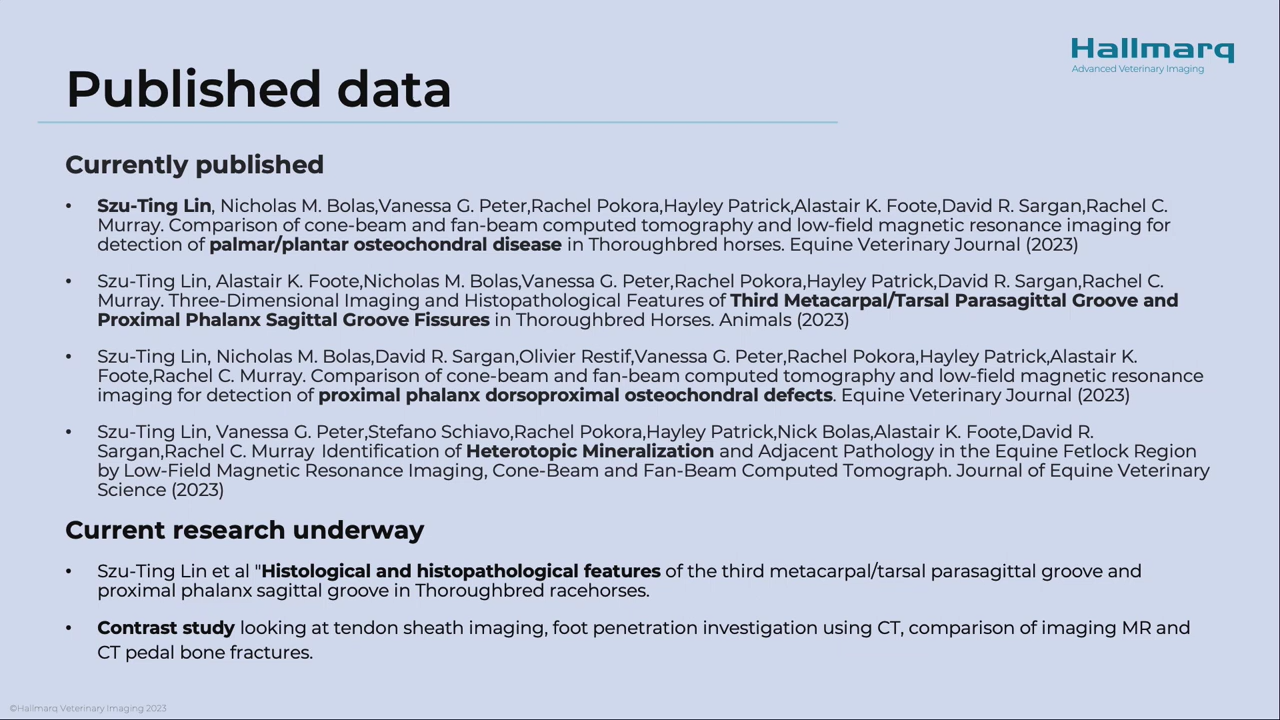 Hallmarq
Advanced Veterinary Imaging
Published data
Currently published
• Szu-Ting Lin, Nicholas M. Bolas,Vanessa G. Peter,Rachel Pokora,Hayley Patrick,Alastair K. Foote,David R. Sargan,Rachel C.
Murray. Comparison of cone-beam and fan-beam computed tomography and low-field magnetic resonance imaging for
detection of palmar/plantar osteochondral disease in Thoroughbred horses. Equine Veterinary Journal (2023)
• Szu-Ting Lin, Alastair K. Foote,Nicholas M. Bolas,Vanessa G. Peter,Rachel Pokora,Hayley Patrick,David R. Sargan,Rachel C.
Murray. Three-Dimensional Imaging and Histopathological Features of Third Metacarpal/Tarsal Parasagittal Groove and
Proximal Phalanx Sagittal Groove Fissures in Thoroughbred Horses. Animals (2023)
• Szu-Ting Lin, Nicholas M. Bolas,David R. Sargan,Olivier Restif,Vanessa G. Peter,Rachel Pokora,Hayley Patrick,Alastair K.
Foote,Rachel C. Murray. Comparison of cone-beam and fan-beam computed tomography and low-field magnetic resonance
imaging for detection of proximal phalanx dorsoproximal osteochondral defects. Equine Veterinary Journal (2023)
• Szu-Ting Lin, Vanessa G. Peter,Stefano Schiavo,Rachel Pokora,Hayley Patrick,Nick Bolas,Alastair K. Foote,David R.
Sargan,Rachel C. Murray Identification of Heterotopic Mineralization and Adjacent Pathology in the Equine Fetlock Region
by Low-Field Magnetic Resonance Imaging, Cone-Beam and Fan-Beam Computed Tomograph. Journal of Equine Veterinary
Science (2023)
Current research underway
• Szu-Ting Lin et al "Histological and histopathological features of the third metacarpal/tarsal parasagittal groove and
proximal phalanx sagittal groove in Thoroughbred racehorses.
• Contrast study looking at tendon sheath imaging, foot penetration investigation using CT, comparison of imaging MR and
CT pedal bone fractures.
©Hallmarq Veterinary Imaging 2023